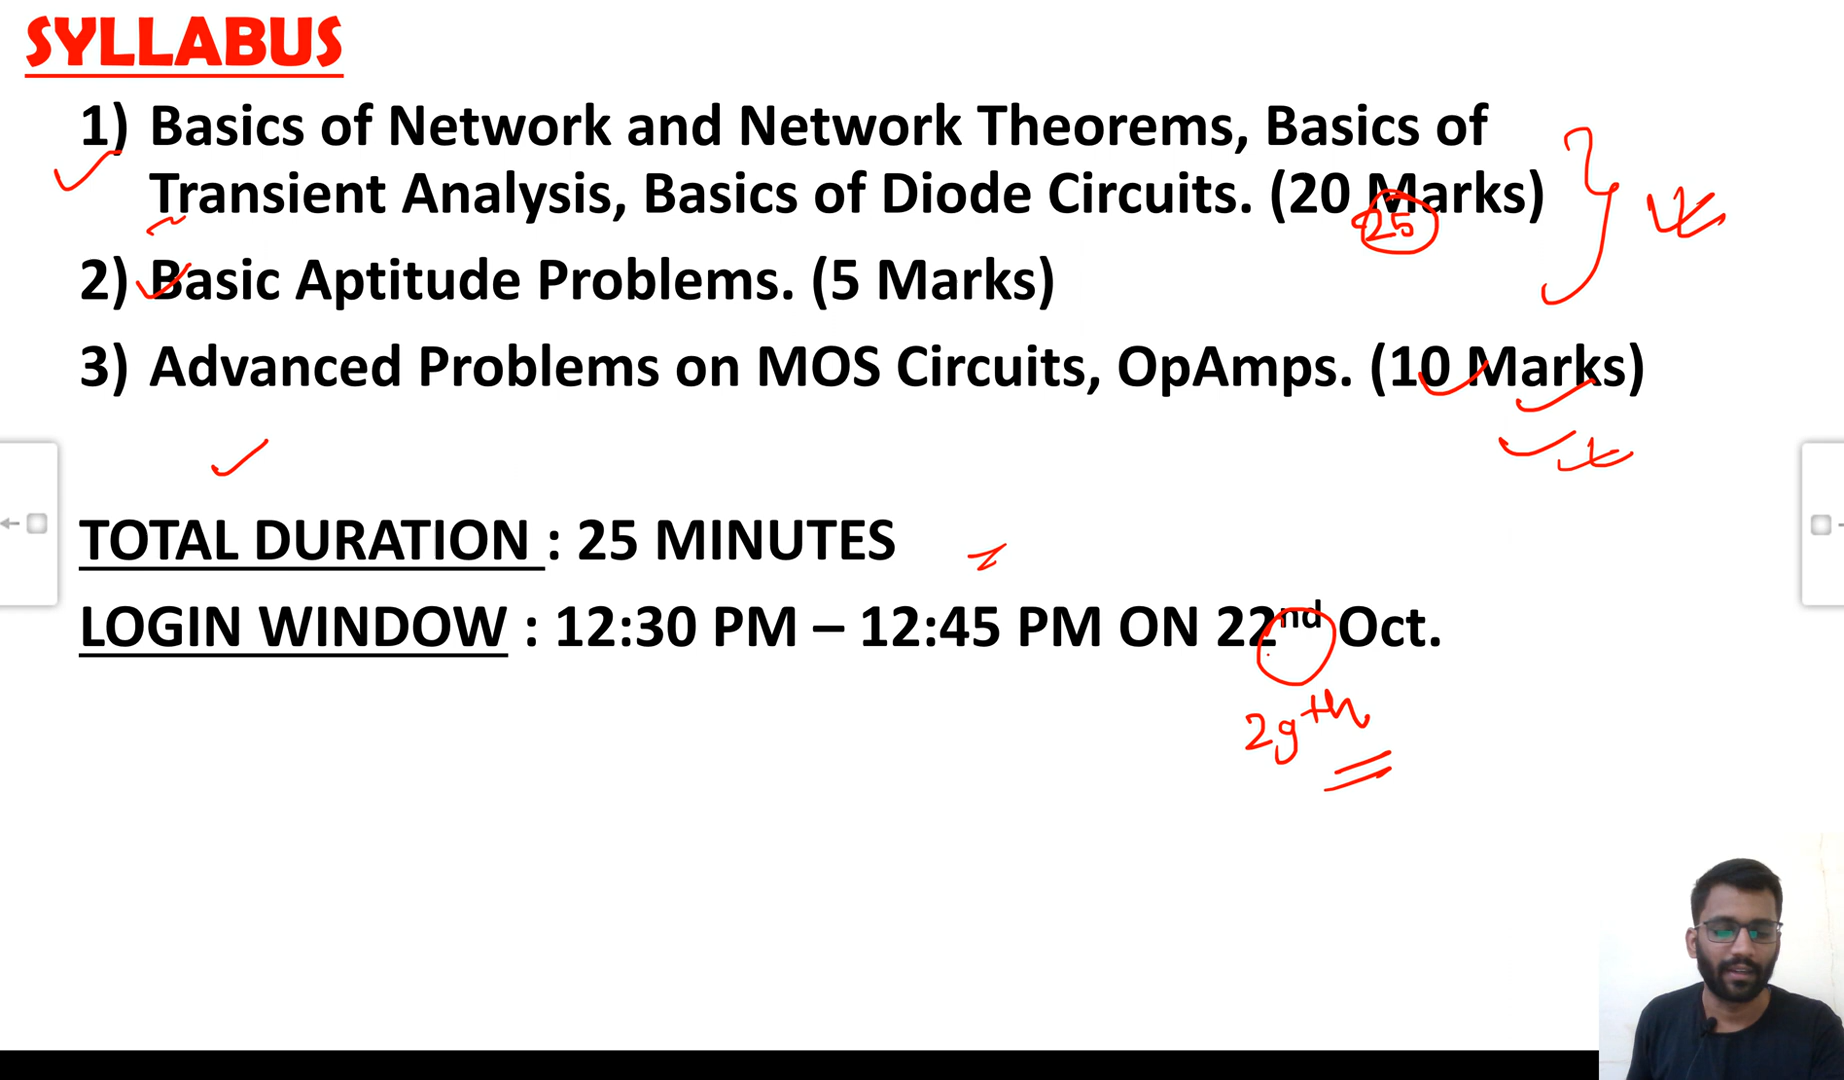 SYLLABUS
1) Basics of Network and Network Theorems, Basics of
Transient Analysis, Basics of Diode Circuits. (20 Marks)
25
2) Basic Aptitude Problems. (5 Marks)
3) Advanced Problems on MOS Circuits, OpAmps. (10 Marks)
TOTAL DURATION : 25 MINUTES
LOGIN WINDOW : 12:30 PM – 12:45 PM ON 22nd Oct.
29th